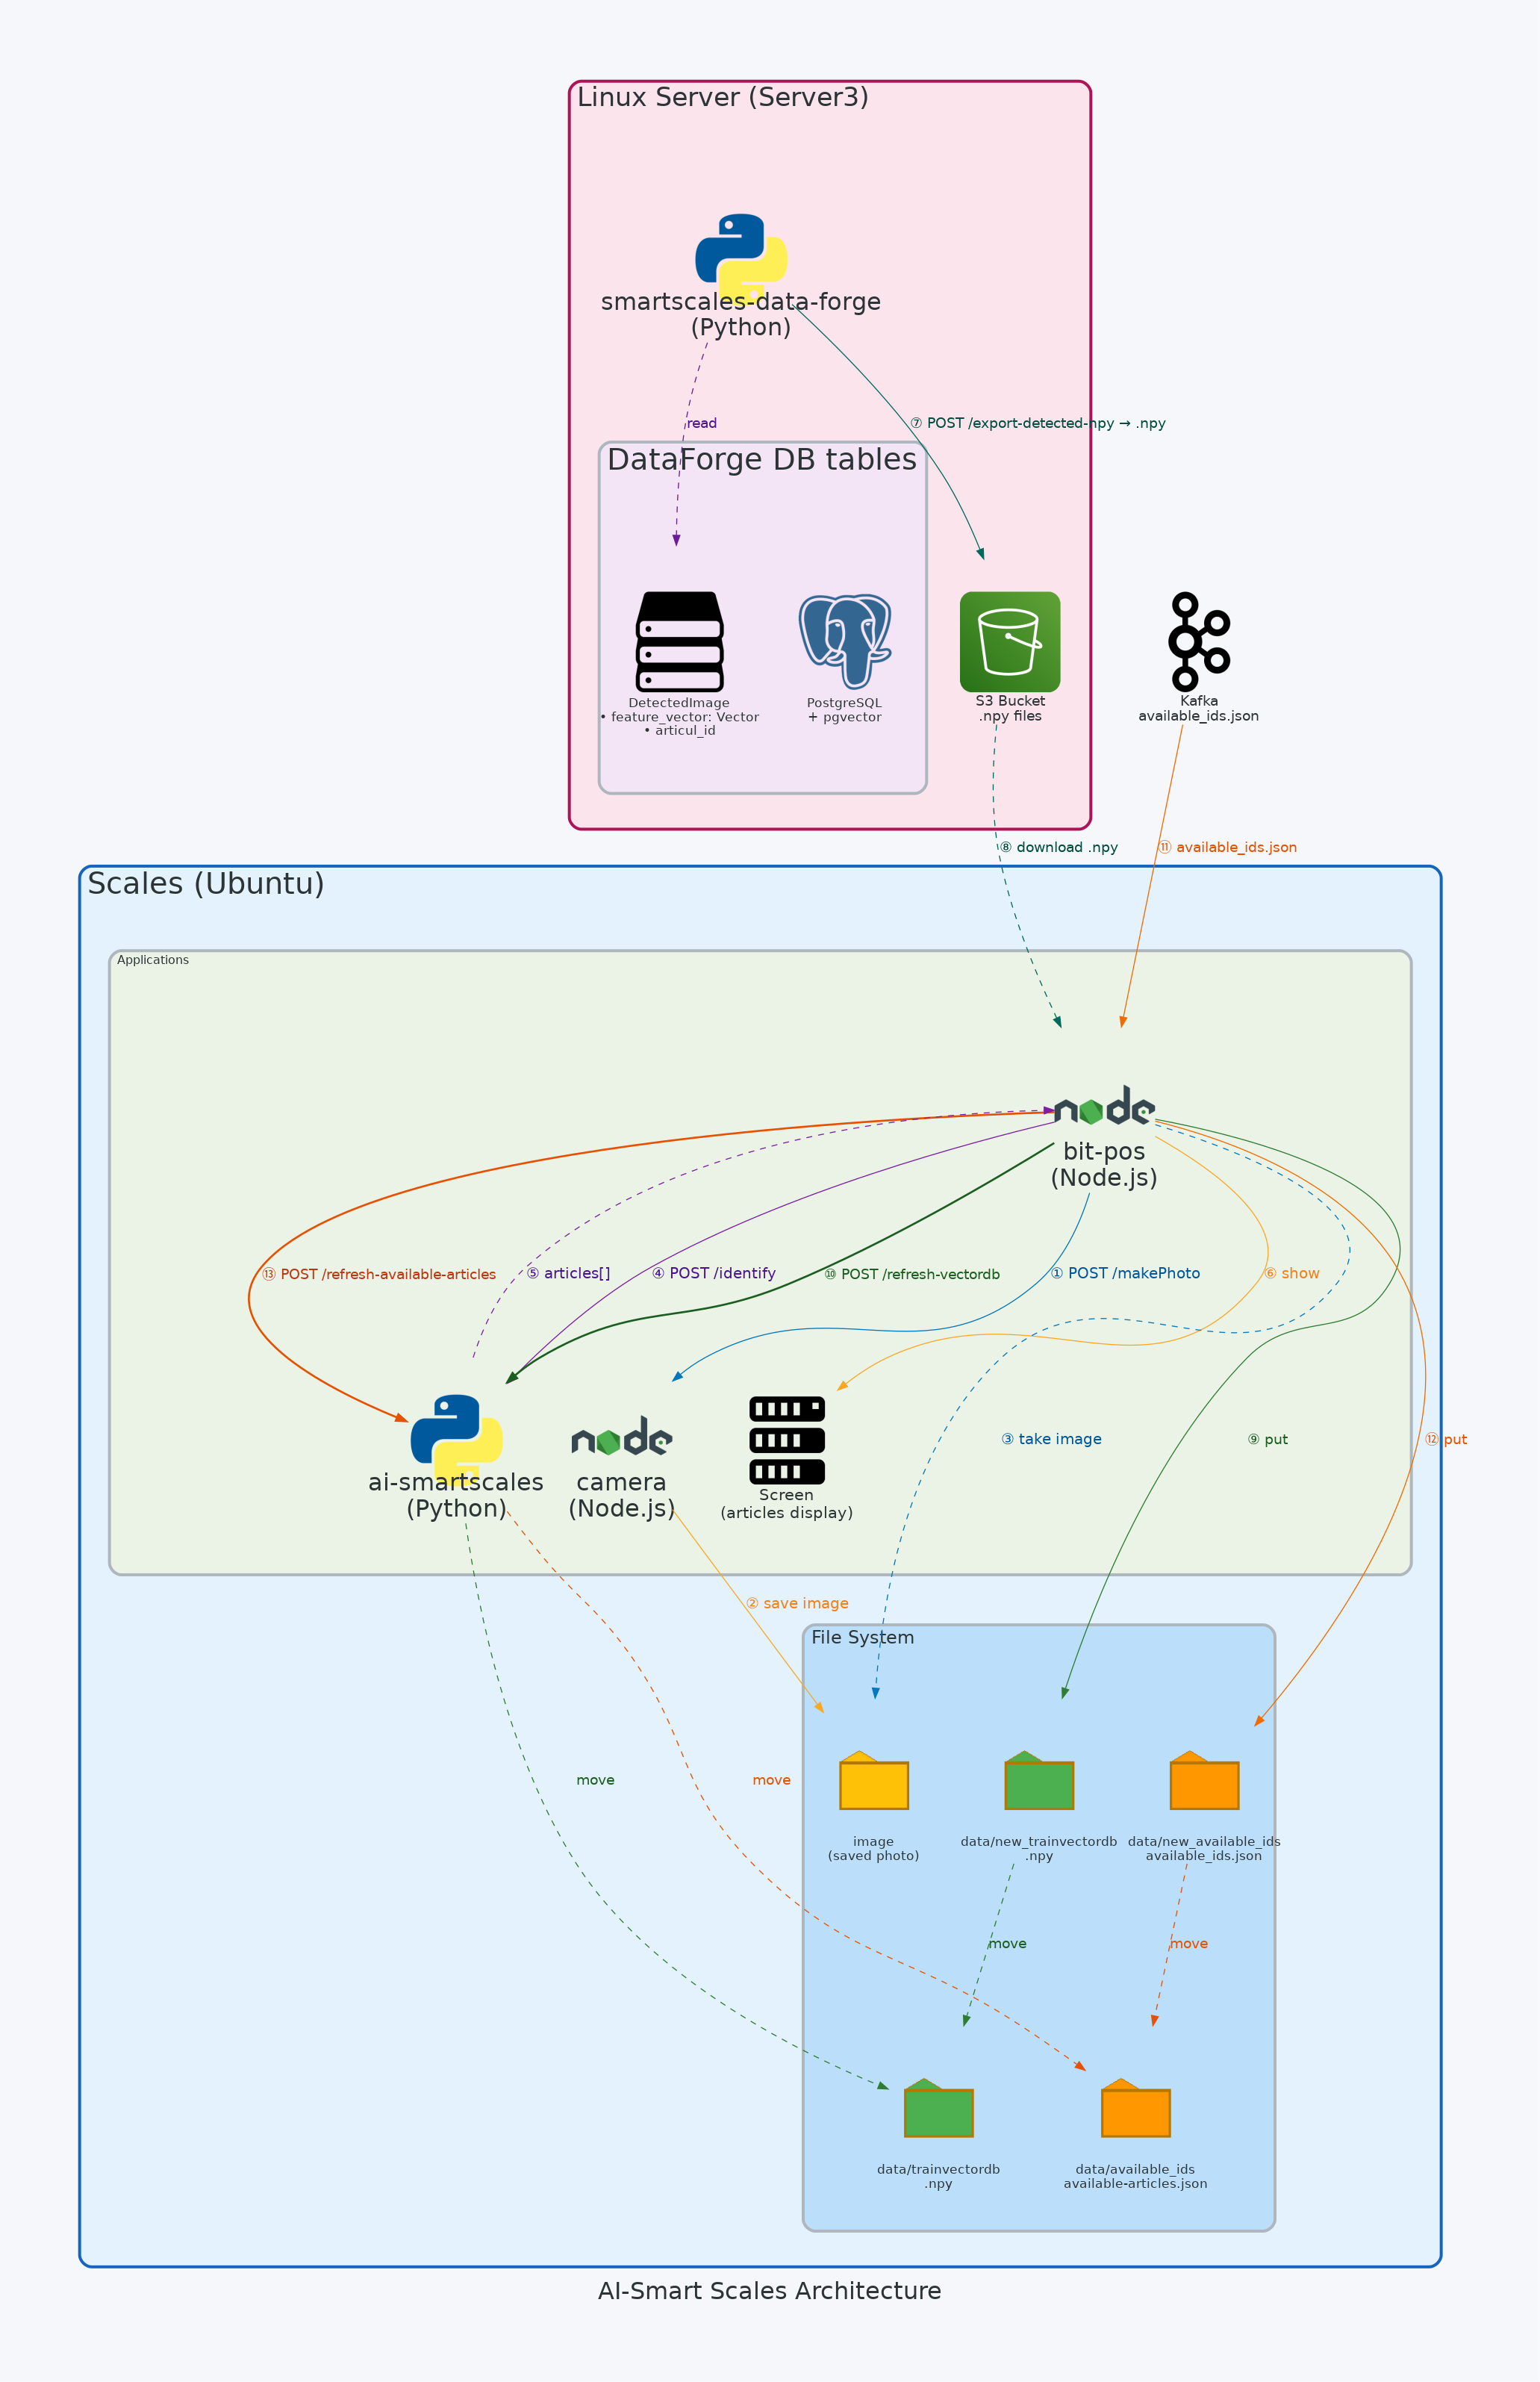 Linux Server (Server3)
smartscales-data-forge
(Python)
read
⑦ POST /export-detected-npy → .npy
DataForge DB tables
DetectedImage
• feature_vector: Vector
• articul_id
PostgreSQL
+ pgvector
S3 Bucket
.npy files
Kafka
available_ids.json
⑧ download .npy
⑪ available_ids.json
Scales (Ubuntu)
Applications
node
bit-pos
(Node.js)
⑬ POST /refresh-available-articles
⑤ articles[]
④ POST /identify
⑩ POST /refresh-vectordb
① POST /makePhoto
⑥ show
ai-smartscales
(Python)
node
camera
(Node.js)
Screen
(articles display)
③ take image
⑨ put
⑫ put
② save image
File System
move
move
image
(saved photo)
data/new_trainvectordb
.npy
data/new_available_ids
available_ids.json
move
move
data/trainvectordb
.npy
data/available_ids
available-articles.json
AI-Smart Scales Architecture